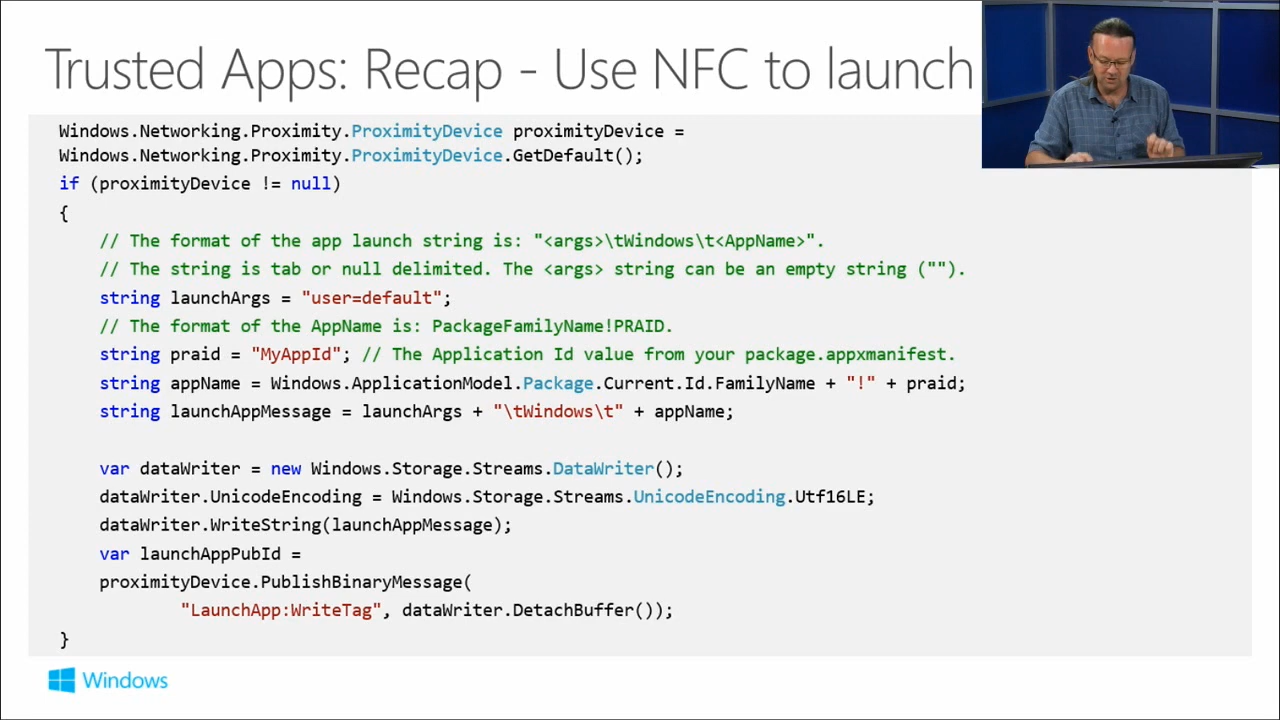 Trusted Apps: Recap - Use NFC to launch
Windows.Networking.Proximity.ProximityDevice proximityDevice =
Windows.Networking.Proximity.ProximityDevice.GetDefault();
if (proximityDevice != null)
{
// The format of the app launch string is: "<args>\tWindows\t<AppName>".
// The string is tab or null delimited. The <args> string can be an empty string ("").
string launchArgs = "user=default";
// The format of the AppName is: PackageFamilyName!PRAID.
string praid = "MyAppId"; // The Application Id value from your package.appxmanifest.
string appName = Windows.ApplicationModel.Package.Current.Id.FamilyName + "!" + praid;
string launchAppMessage = launchArgs + "\tWindows\t" + appName;
var dataWriter = new Windows.Storage.Streams.DataWriter();
dataWriter.UnicodeEncoding = Windows.Storage.Streams.UnicodeEncoding.Utf16LE;
dataWriter.WriteString(launchAppMessage);
var launchAppPubId =
proximityDevice.PublishBinaryMessage(
"LaunchApp:WriteTag", dataWriter.DetachBuffer());
}
Windows